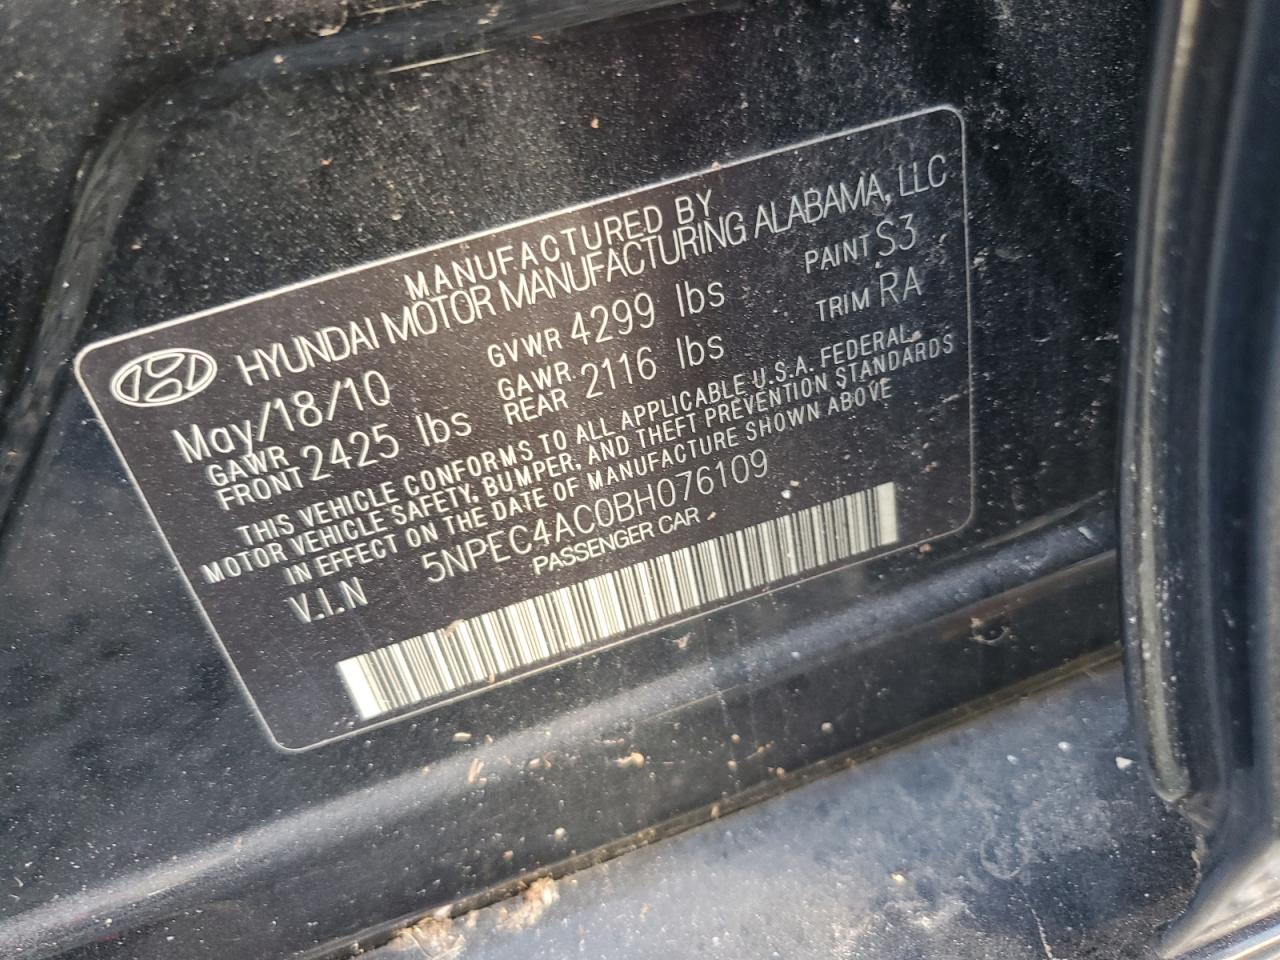 MANUFACTURED BY
HYUNDAI MOTOR MANUFACTURING ALABAMA, LLC
May/18/10 GVWR 4299 lbs PAINT S3
GAWR FRONT 2425 lbs GAWR REAR 2116 lbs TRIM RA
THIS VEHICLE CONFORMS TO ALL APPLICABLE U.S.A. FEDERAL
MOTOR VEHICLE SAFETY, BUMPER, AND THEFT PREVENTION STANDARDS
IN EFFECT ON THE DATE OF MANUFACTURE SHOWN ABOVE
V.I.N 5NPEC4AC0BH076109
PASSENGER CAR